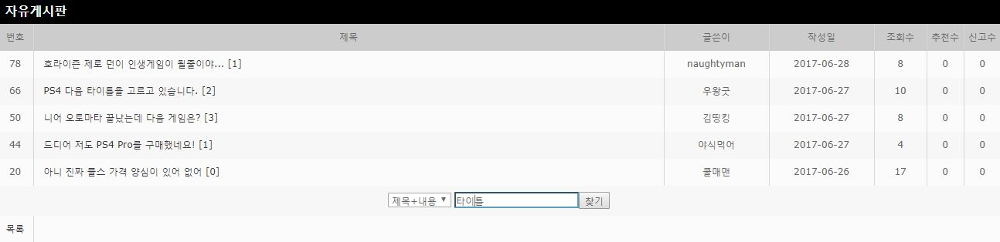 자유게시판
번호 제목 글쓴이 작성일 조회수 추천수 신고수
78 호라이즌 제로 던이 인생게임이 될줄이야... [1] naughtyman 2017-06-28 8 0 0
66 PS4 다음 타이틀을 고르고 있습니다. [2] 우왕굿 2017-06-27 10 0 0
50 니어 오토마타 끝났는데 다음 게임은? [3] 김띵킹 2017-06-27 8 0 0
44 드디어 저도 PS4 Pro를 구매했네요! [1] 야식먹어 2017-06-27 4 0 0
20 아니 진짜 플스 가격 양심이 있어 없어 [0] 쿨매맨 2017-06-26 17 0 0
제목+내용 타이틀 찾기
목록